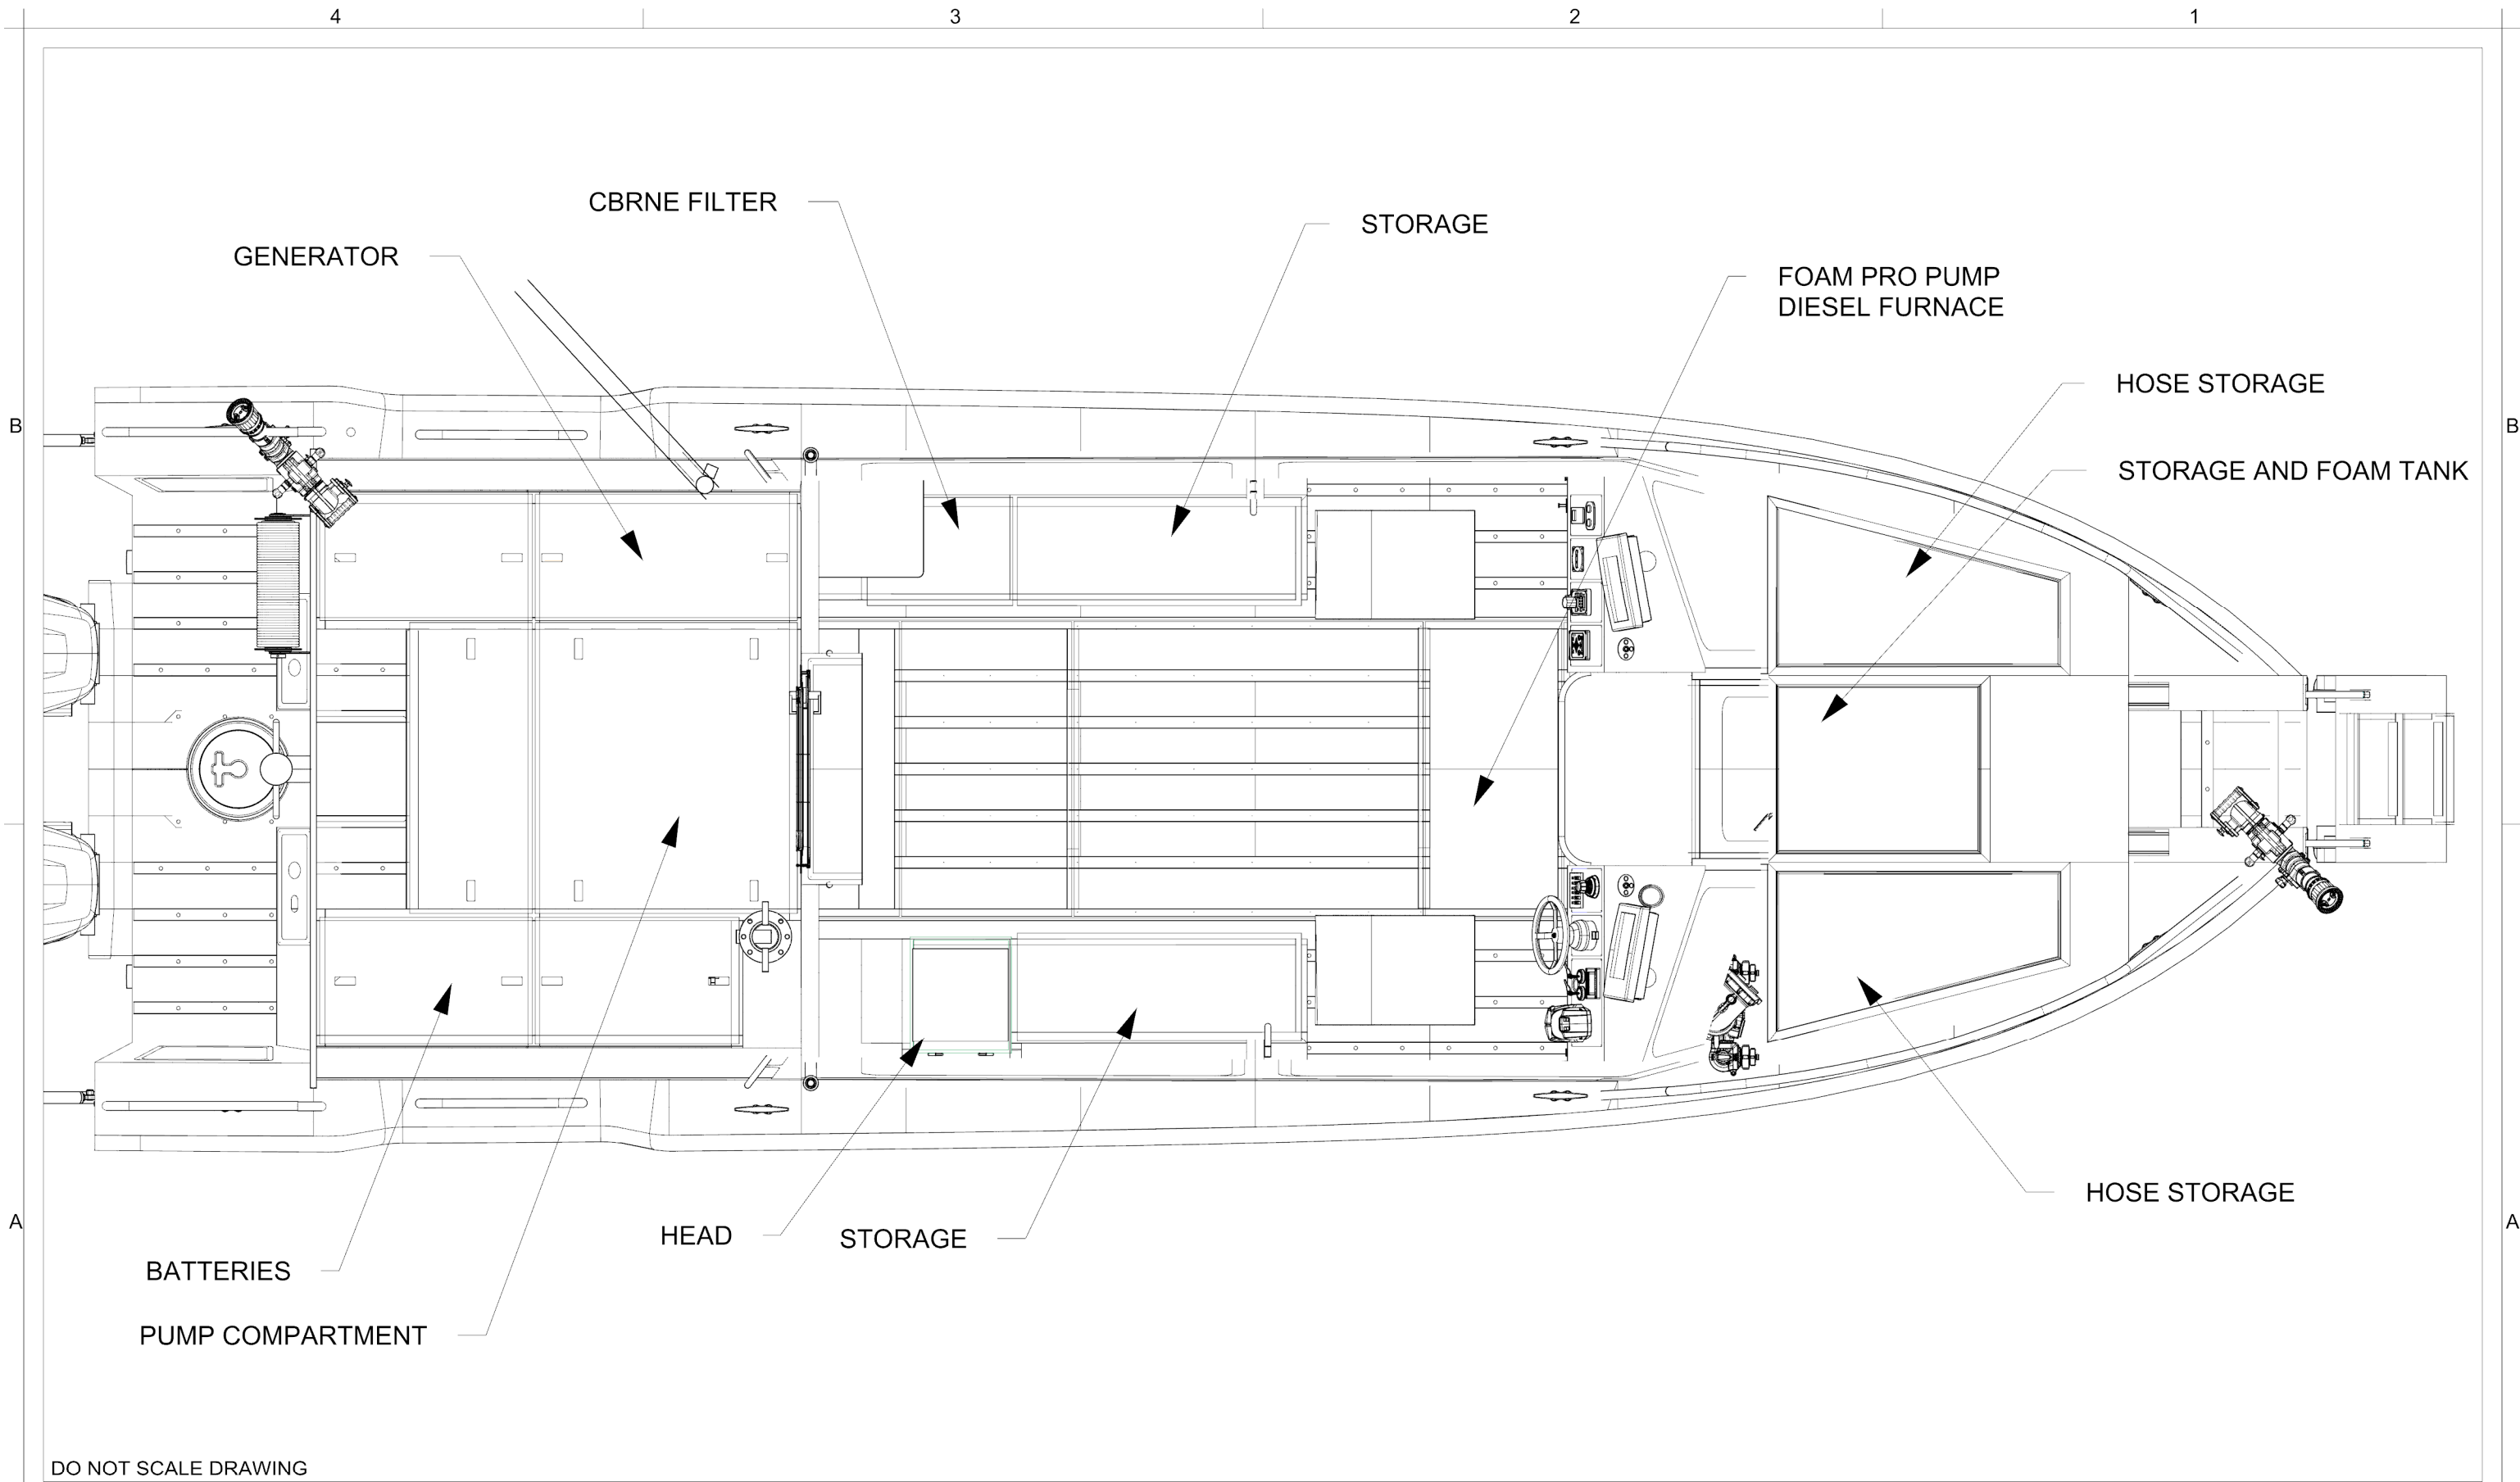 4 3 2 1
CBRNE FILTER
STORAGE
GENERATOR
FOAM PRO PUMP
DIESEL FURNACE
HOSE STORAGE
B B
STORAGE AND FOAM TANK
HOSE STORAGE
A A
HEAD
STORAGE
BATTERIES
PUMP COMPARTMENT
DO NOT SCALE DRAWING